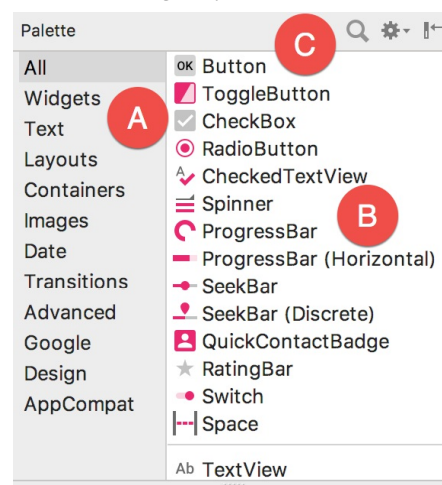 Palette
C
All
Widgets
Text
Layouts
Containers
Images
Date
Transitions
Advanced
Google
Design
AppCompat
A
OK Button
ToggleButton
CheckBox
RadioButton
A CheckedTextView
Spinner
ProgressBar
B
ProgressBar (Horizontal)
SeekBar
SeekBar (Discrete)
QuickContactBadge
RatingBar
Switch
Space
Ab TextView